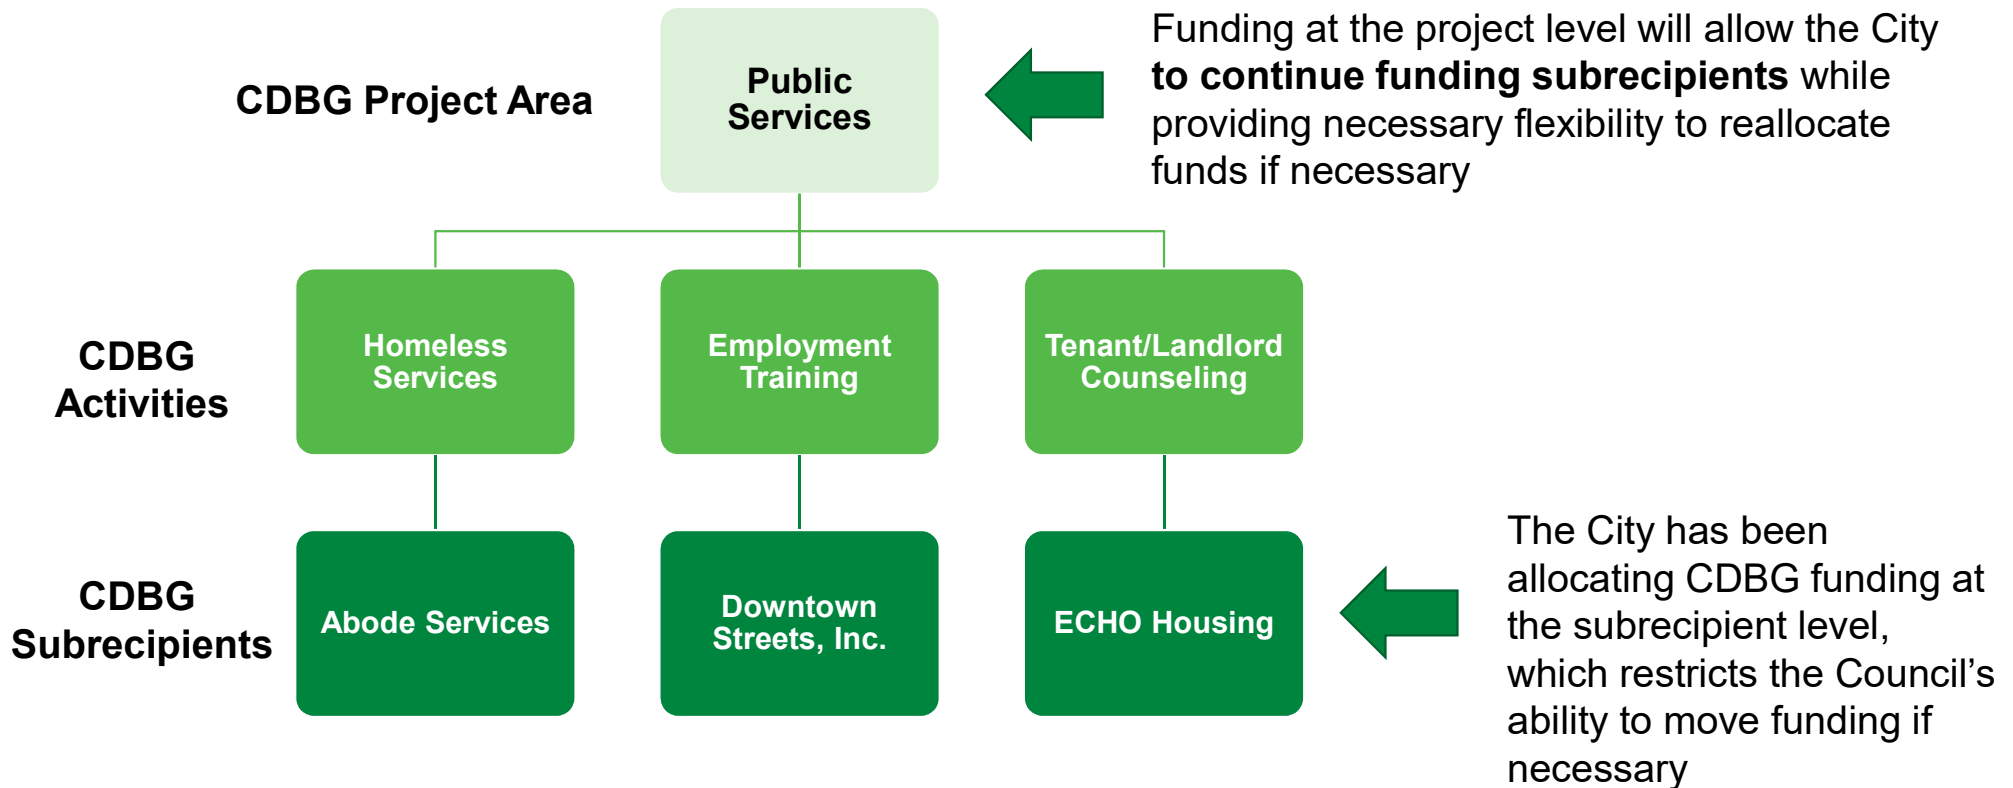 CDBG Project Area
Public
Services
Funding at the project level will allow the City
to continue funding subrecipients while
providing necessary flexibility to reallocate
funds if necessary
CDBG
Activities
Homeless
Services
Employment
Training
Tenant/Landlord
Counseling
CDBG
Subrecipients
Abode Services
Downtown
Streets, Inc.
ECHO Housing
The City has been
allocating CDBG funding at
the subrecipient level,
which restricts the Council’s
ability to move funding if
necessary